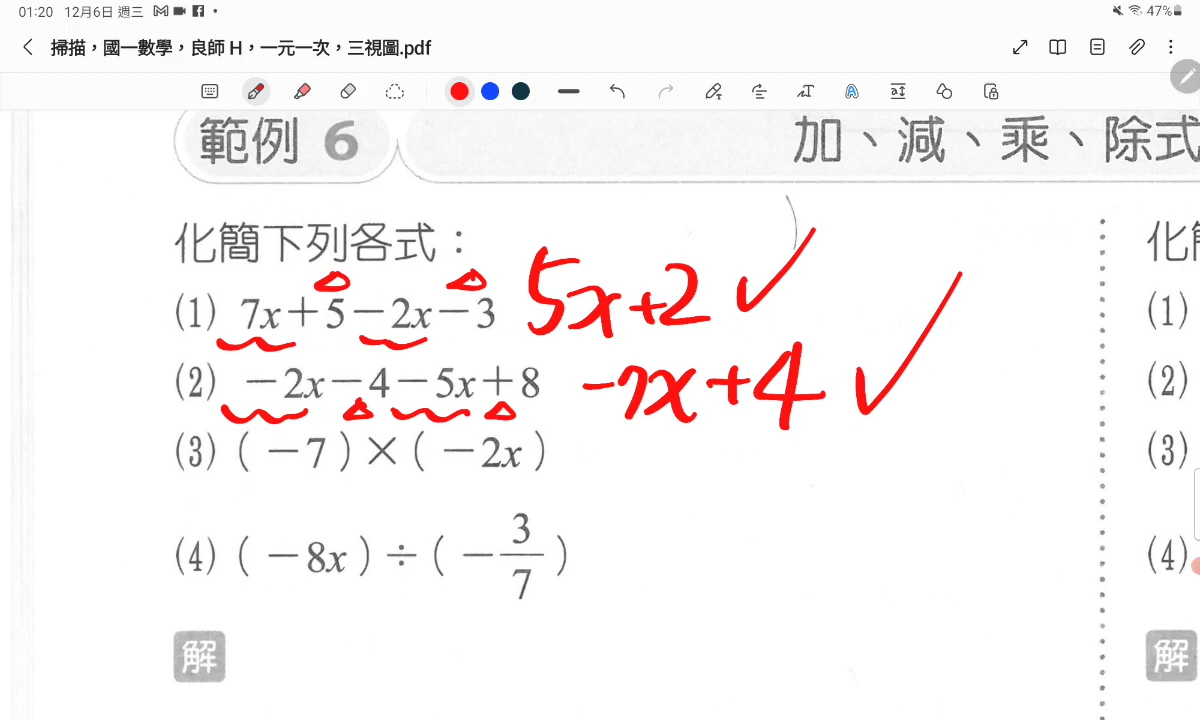 01:20 12月6日 週三 47%
掃描，國一數學，良師 H，一元一次，三視圖.pdf
範例 6 加、減、乘、除式
化簡下列各式：
(1) 7x+5-2x-3 5x+2 ✓
(2) -2x-4-5x+8 -7x+4 ✓
(3) (-7)×(-2x)
(4) (-8x)÷(-3/7)
解
(1)
(2)
(3)
(4)
解